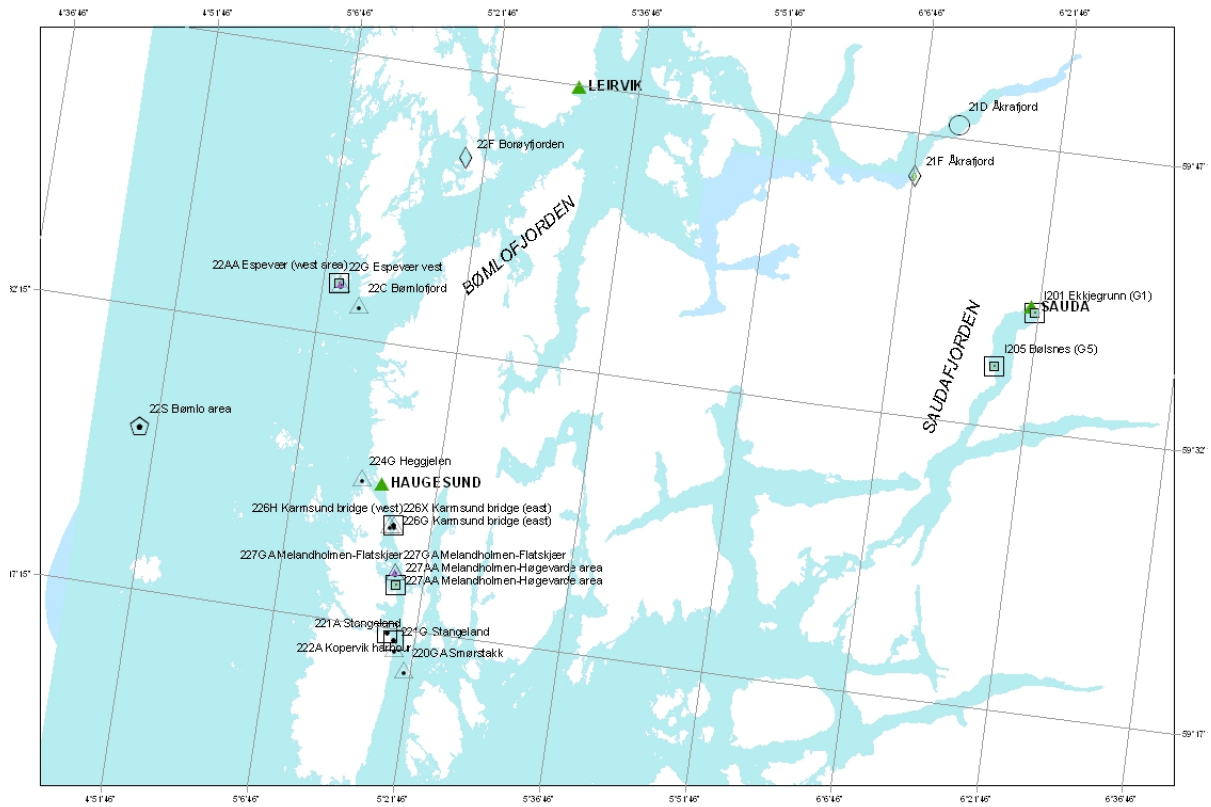 4°36'46" 4°51'46" 5°6'46" 5°21'46" 5°36'46" 5°51'46" 6°6'46" 6°21'46"
LEIRVIK
21D Åkrafjord
22F Borøyfjorden
21F Åkrafjord
59°47'
BØMLOFJORDEN
22AA Espevær (west area) 22G Espevær vest
22C Bømlofjord
32'15"
I201 Ekkjegrunn (G1)
SAUDA
SAUDAFJORDEN
I205 Bølsnes (G5)
22S Bømlo area
59°32'
224G Heggjelen
HAUGESUND
226H Karmsund bridge (west) 226X Karmsund bridge (east)
226G Karmsund bridge (east)
227GA Melandholmen-Flatskjær 227GA Melandholmen-Flatskjær
227AA Melandholmen-Høgevarde area
17'15"
227AA Melandholmen-Høgevarde area
221A Stangeland
221G Stangeland
222A Kopervik harbour 220GA Smørstakk
59°17'
4°51'46" 5°6'46" 5°21'46" 5°36'46" 5°51'46" 6°6'46" 6°21'46" 6°36'46"